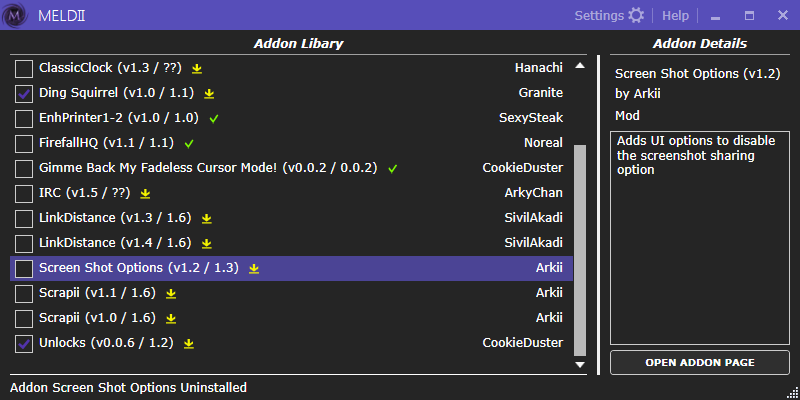 MELDII
Settings Help
Addon Libary
ClassicClock (v1.3 / ??) Hanachi
Ding Squirrel (v1.0 / 1.1) Granite
EnhPrinter1-2 (v1.0 / 1.0) SexySteak
FirefallHQ (v1.1 / 1.1) Noreal
Gimme Back My Fadeless Cursor Mode! (v0.0.2 / 0.0.2) CookieDuster
IRC (v1.5 / ??) ArkyChan
LinkDistance (v1.3 / 1.6) SivilAkadi
LinkDistance (v1.4 / 1.6) SivilAkadi
Screen Shot Options (v1.2 / 1.3) Arkii
Scrapii (v1.1 / 1.6) Arkii
Scrapii (v1.0 / 1.6) Arkii
Unlocks (v0.0.6 / 1.2) CookieDuster
Addon Screen Shot Options Uninstalled
Addon Details
Screen Shot Options (v1.2)
by Arkii
Mod
Adds UI options to disable
the screenshot sharing
option
OPEN ADDON PAGE